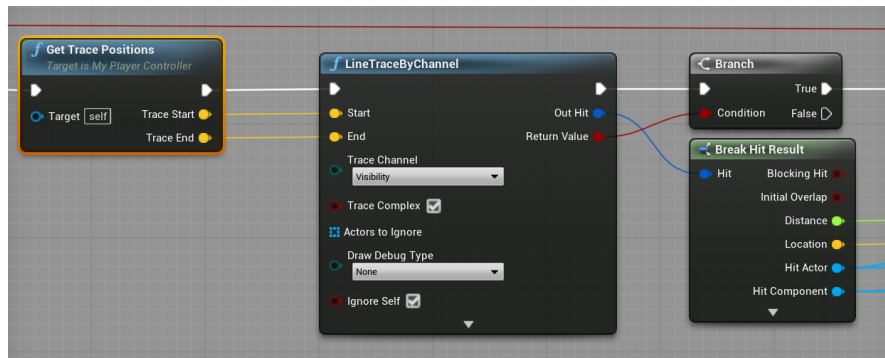 Get Trace Positions
Target is My Player Controller
Target self Trace Start
Trace End
LineTraceByChannel
Start Out Hit
End Return Value
Trace Channel
Visibility
Trace Complex
Actors to Ignore
Draw Debug Type
None
Ignore Self
Branch
True
Condition False
Break Hit Result
Hit Blocking Hit
Initial Overlap
Distance
Location
Hit Actor
Hit Component